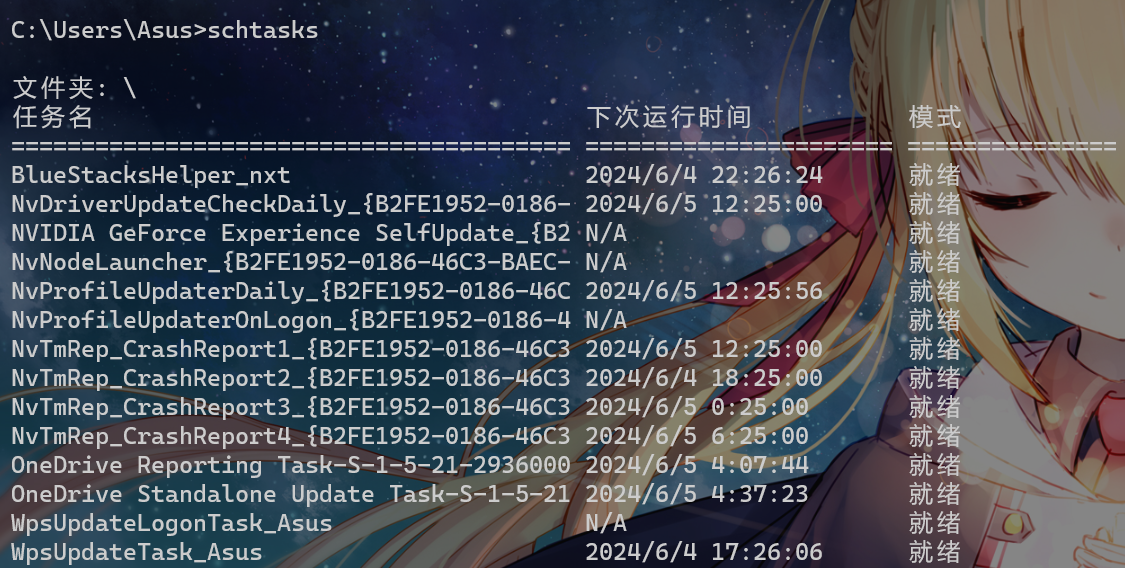 C:\Users\Asus>schtasks
文件夹: \
任务名 下次运行时间 模式
======================================== ====================== ===============
BlueStacksHelper_nxt 2024/6/4 22:26:24 就绪
NvDriverUpdateCheckDaily_{B2FE1952-0186- 2024/6/5 12:25:00 就绪
NVIDIA GeForce Experience SelfUpdate_{B2 N/A 就绪
NvNodeLauncher_{B2FE1952-0186-46C3-BAEC- N/A 就绪
NvProfileUpdaterDaily_{B2FE1952-0186-46C 2024/6/5 12:25:56 就绪
NvProfileUpdaterOnLogon_{B2FE1952-0186-4 N/A 就绪
NvTmRep_CrashReport1_{B2FE1952-0186-46C3 2024/6/5 12:25:00 就绪
NvTmRep_CrashReport2_{B2FE1952-0186-46C3 2024/6/4 18:25:00 就绪
NvTmRep_CrashReport3_{B2FE1952-0186-46C3 2024/6/5 0:25:00 就绪
NvTmRep_CrashReport4_{B2FE1952-0186-46C3 2024/6/5 6:25:00 就绪
OneDrive Reporting Task-S-1-5-21-2936000 2024/6/5 4:07:44 就绪
OneDrive Standalone Update Task-S-1-5-21 2024/6/5 4:37:23 就绪
WpsUpdateLogonTask_Asus N/A 就绪
WpsUpdateTask_Asus 2024/6/4 17:26:06 就绪